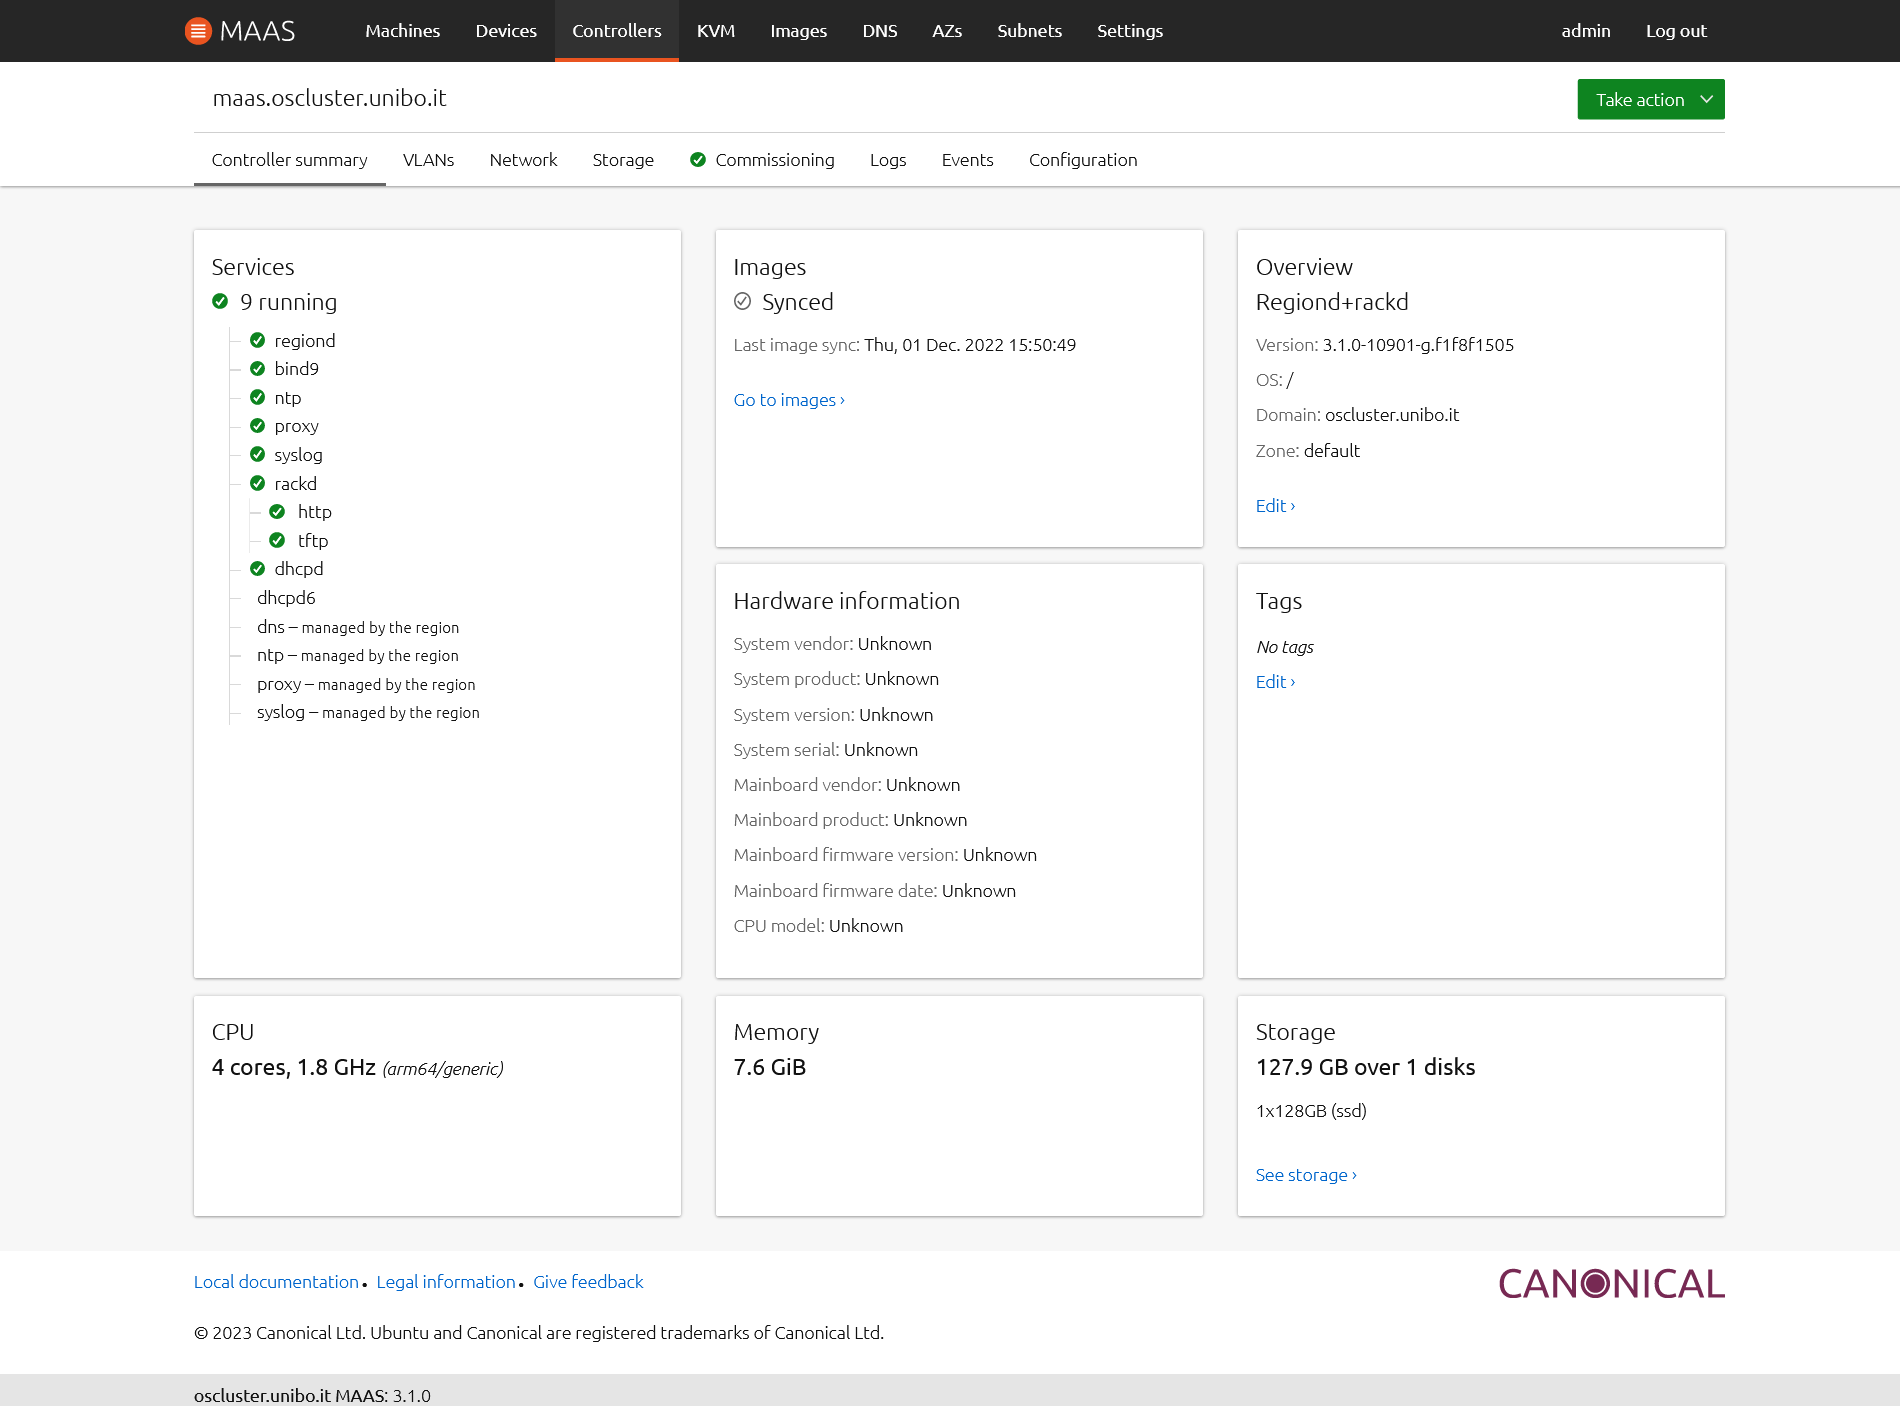 MAAS Machines Devices Controllers KVM Images DNS AZs Subnets Settings admin Log out
maas.oscluster.unibo.it Take action
Controller summary VLANs Network Storage Commissioning Logs Events Configuration
Services
9 running
regiond
bind9
ntp
proxy
syslog
rackd
http
tftp
dhcpd
dhcpd6
dns – managed by the region
ntp – managed by the region
proxy – managed by the region
syslog – managed by the region
Images
Synced
Last image sync: Thu, 01 Dec. 2022 15:50:49
Go to images ›
Overview
Regiond+rackd
Version: 3.1.0-10901-g.f1f8f1505
OS: /
Domain: oscluster.unibo.it
Zone: default
Edit ›
Hardware information
System vendor: Unknown
System product: Unknown
System version: Unknown
System serial: Unknown
Mainboard vendor: Unknown
Mainboard product: Unknown
Mainboard firmware version: Unknown
Mainboard firmware date: Unknown
CPU model: Unknown
Tags
No tags
Edit ›
CPU
4 cores, 1.8 GHz (arm64/generic)
Memory
7.6 GiB
Storage
127.9 GB over 1 disks
1x128GB (ssd)
See storage ›
Local documentation • Legal information • Give feedback
CANONICAL
© 2023 Canonical Ltd. Ubuntu and Canonical are registered trademarks of Canonical Ltd.
oscluster.unibo.it MAAS: 3.1.0